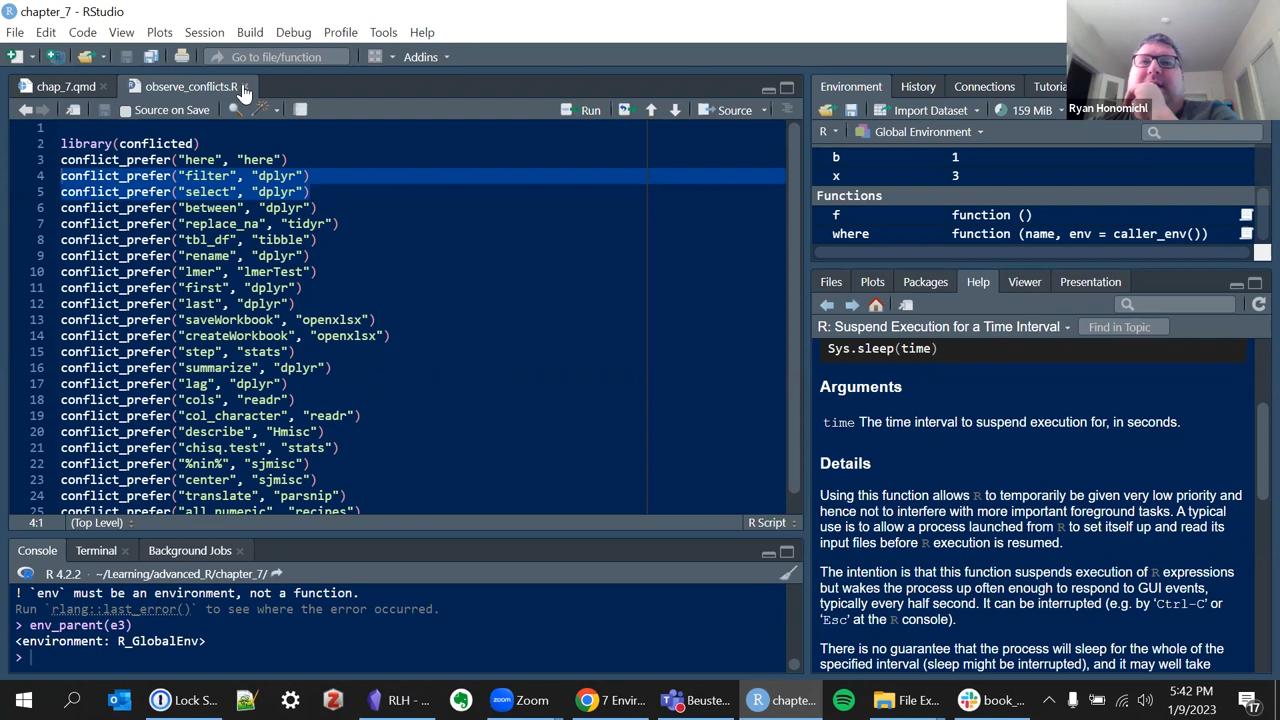 chapter_7 - RStudio
File Edit Code View Plots Session Build Debug Profile Tools Help
Go to file/function Addins
chap_7.qmd observe_conflicts.R
Source on Save Run Source
1
2 library(conflicted)
3 conflict_prefer("here", "here")
4 conflict_prefer("filter", "dplyr")
5 conflict_prefer("select", "dplyr")
6 conflict_prefer("between", "dplyr")
7 conflict_prefer("replace_na", "tidyr")
8 conflict_prefer("tbl_df", "tibble")
9 conflict_prefer("rename", "dplyr")
10 conflict_prefer("lmer", "lmerTest")
11 conflict_prefer("first", "dplyr")
12 conflict_prefer("last", "dplyr")
13 conflict_prefer("saveWorkbook", "openxlsx")
14 conflict_prefer("createWorkbook", "openxlsx")
15 conflict_prefer("step", "stats")
16 conflict_prefer("summarize", "dplyr")
17 conflict_prefer("lag", "dplyr")
18 conflict_prefer("cols", "readr")
19 conflict_prefer("col_character", "readr")
20 conflict_prefer("describe", "Hmisc")
21 conflict_prefer("chisq.test", "stats")
22 conflict_prefer("%nin%", "sjmisc")
23 conflict_prefer("center", "sjmisc")
24 conflict_prefer("translate", "parsnip")
25 conflict_prefer("all_numeric", "recipes")
4:1 (Top Level) R Script
Console Terminal Background Jobs
R 4.2.2 · ~/Learning/advanced_R/chapter_7/
! `env` must be an environment, not a function.
Run `rlang::last_error()` to see where the error occurred.
> env_parent(e3)
<environment: R_GlobalEnv>
>
Ryan Honomichl
Environment History Connections Tutori
Import Dataset 159 MiB
R Global Environment
b 1
x 3
Functions
f function ()
where function (name, env = caller_env())
Files Plots Packages Help Viewer Presentation
R: Suspend Execution for a Time Interval Find in Topic
Sys.sleep(time)
Arguments
time The time interval to suspend execution for, in seconds.
Details
Using this function allows R to temporarily be given very low priority and
hence not to interfere with more important foreground tasks. A typical
use is to allow a process launched from R to set itself up and read its
input files before R execution is resumed.
The intention is that this function suspends execution of R expressions
but wakes the process up often enough to respond to GUI events,
typically every half second. It can be interrupted (e.g. by ‘Ctrl-C’ or
‘Esc’ at the R console).
There is no guarantee that the process will sleep for the whole of the
specified interval (sleep might be interrupted), and it may well take
Lock S... RLH - ... Zoom 7 Envir... Beuste... chapte... File Ex... book_...
5:42 PM
1/9/2023
17